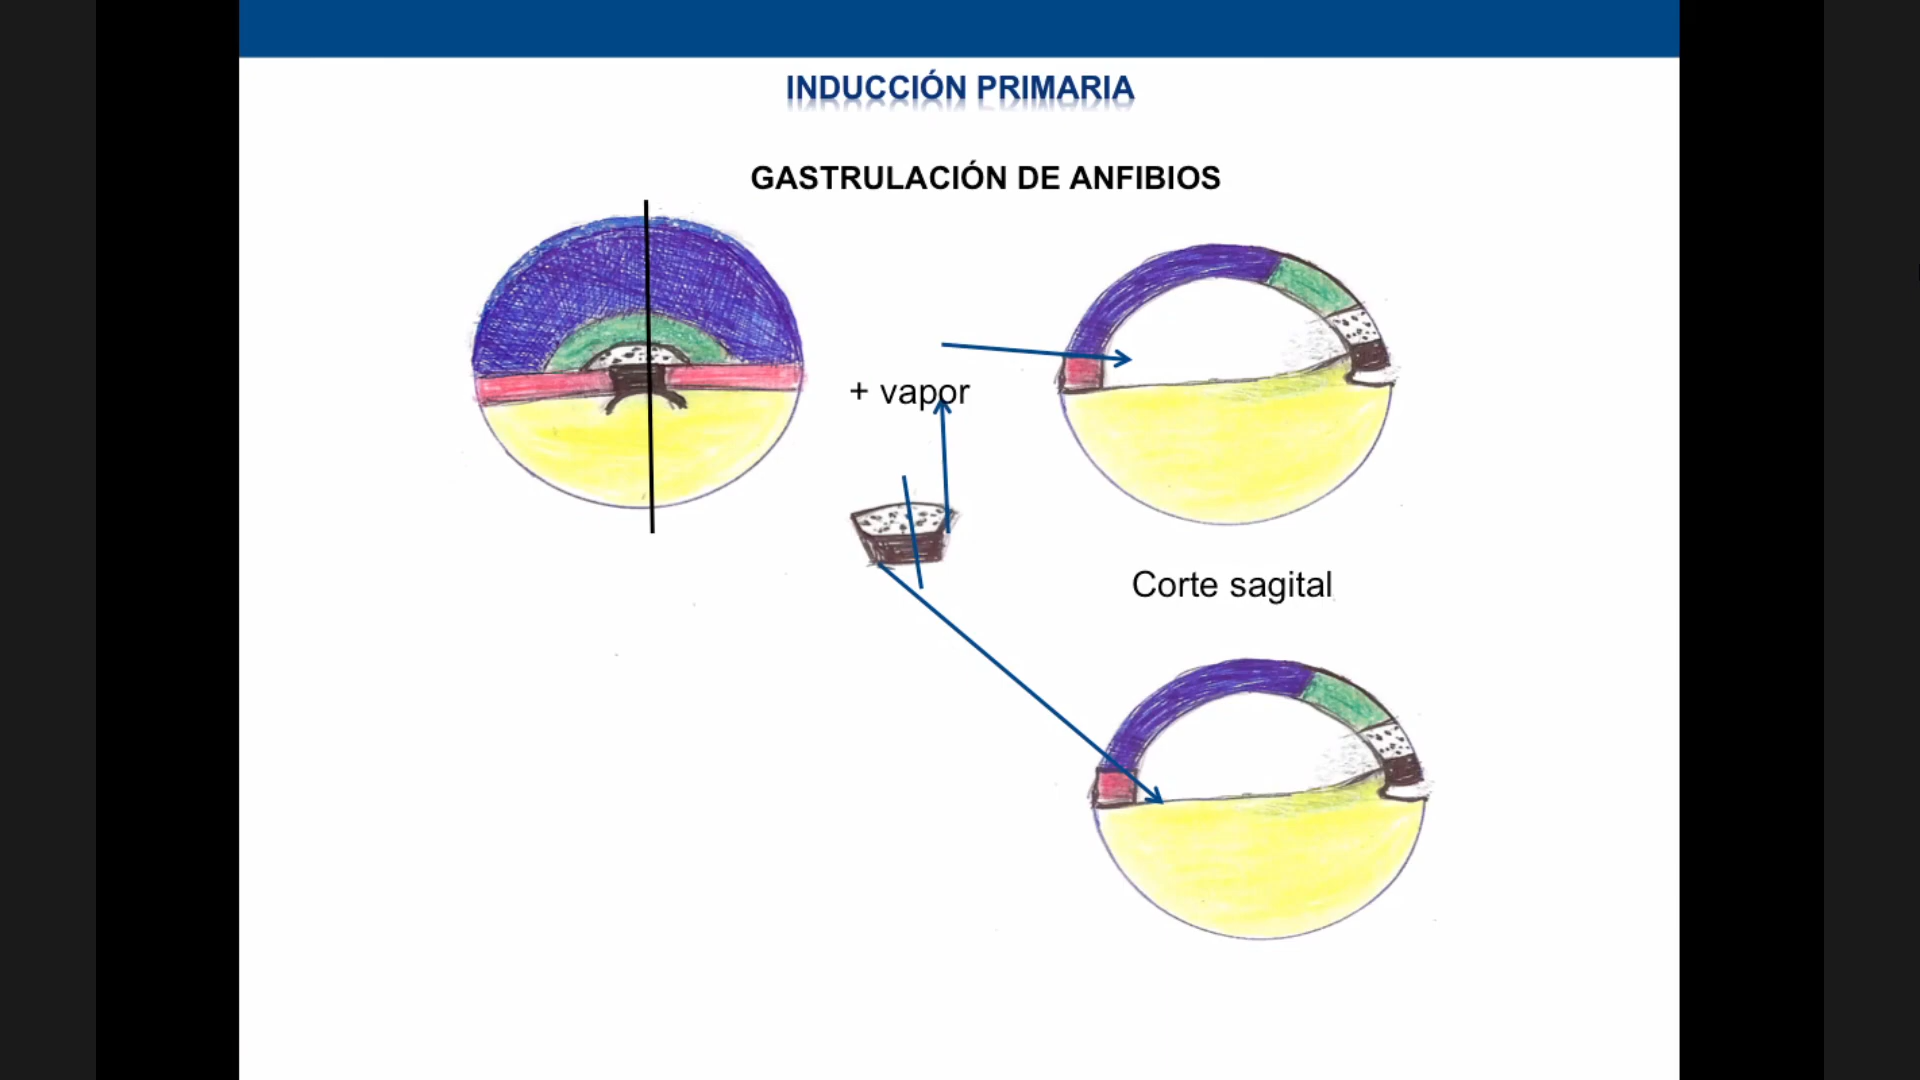 INDUCCIÓN PRIMARIA
GASTRULACIÓN DE ANFIBIOS
+ vapor
Corte sagital